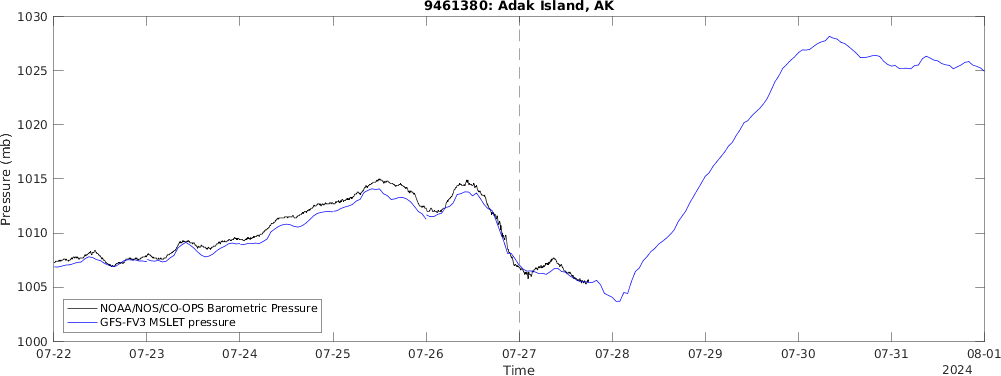 9461380: Adak Island, AK
1030
1025
1020
1015
1010
1005
1000
Pressure (mb)
NOAA/NOS/CO-OPS Barometric Pressure
GFS-FV3 MSLET pressure
07-22 07-23 07-24 07-25 07-26 07-27 07-28 07-29 07-30 07-31 08-01
Time
2024